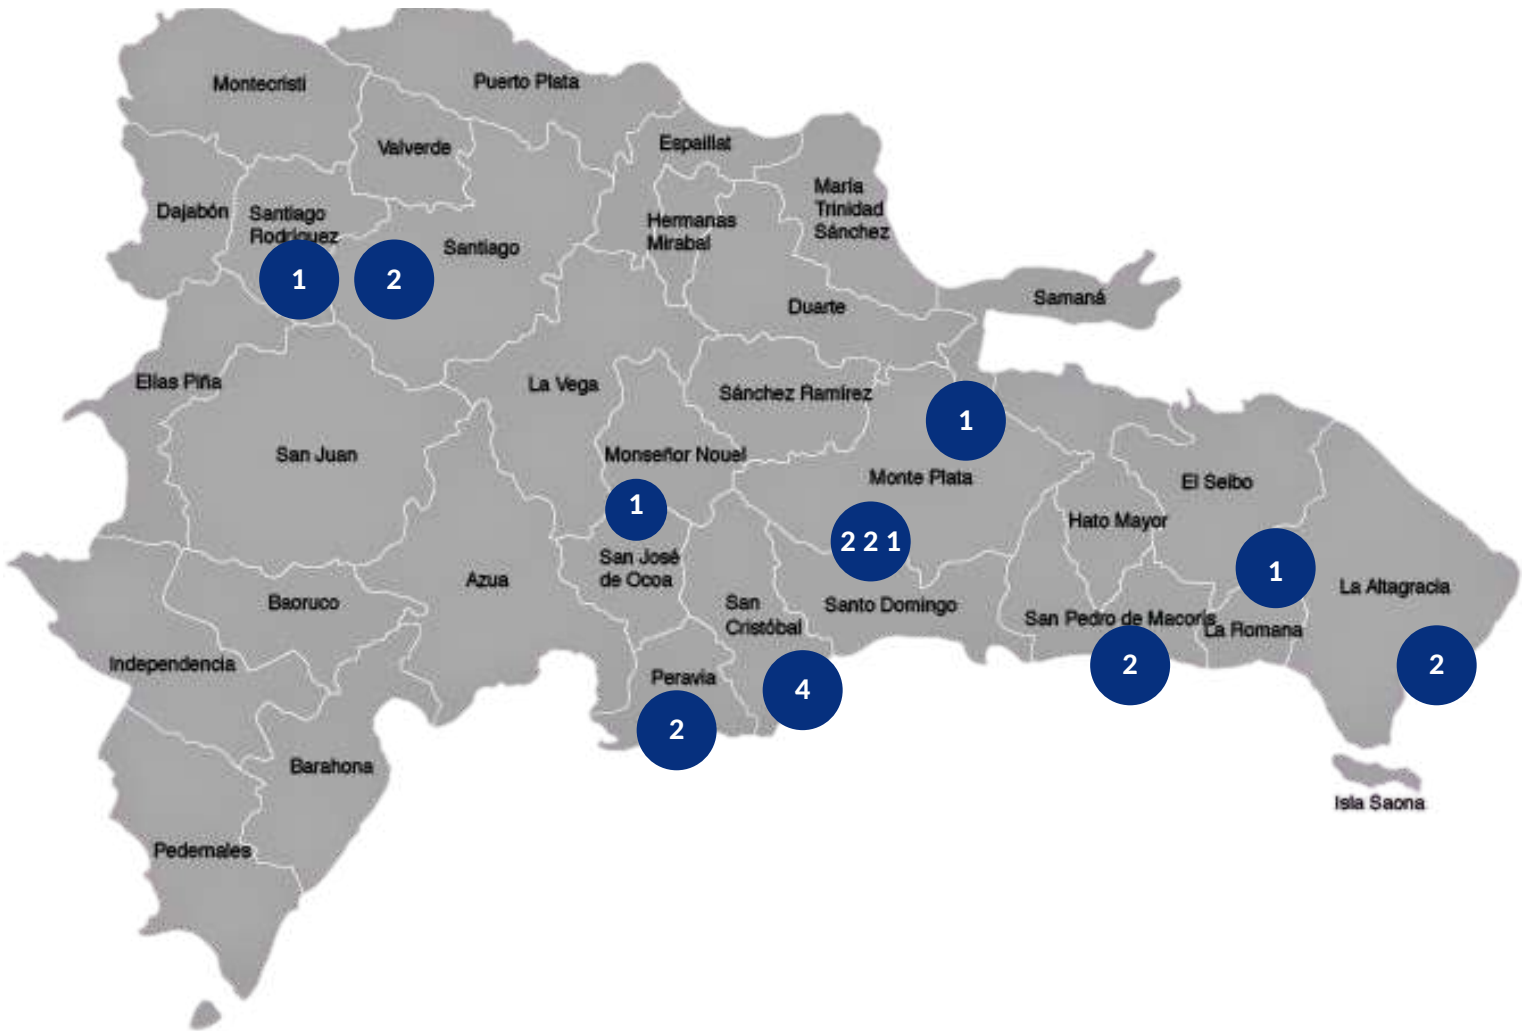 Puerto Plata
Montecristi
Espaillat
Valverde
María
Trinidad
Sánchez
Dajabón
Santiago
Rodríguez
Hermanas
Mirabal
Santiago
1
2
Samaná
Duarte
Elías Piña
La Vega
Sánchez Ramírez
1
San Juan
Monseñor Nouel
Monte Plata
El Seibo
1
Hato Mayor
2 2 1
San José
de Ocoa
Azua
1
La Altagracia
Baoruco
San
Cristóbal
Santo Domingo
San Pedro de Macorís
La Romana
Independencia
Peravia
2
2
4
2
Barahona
Isla Saona
Pedernales